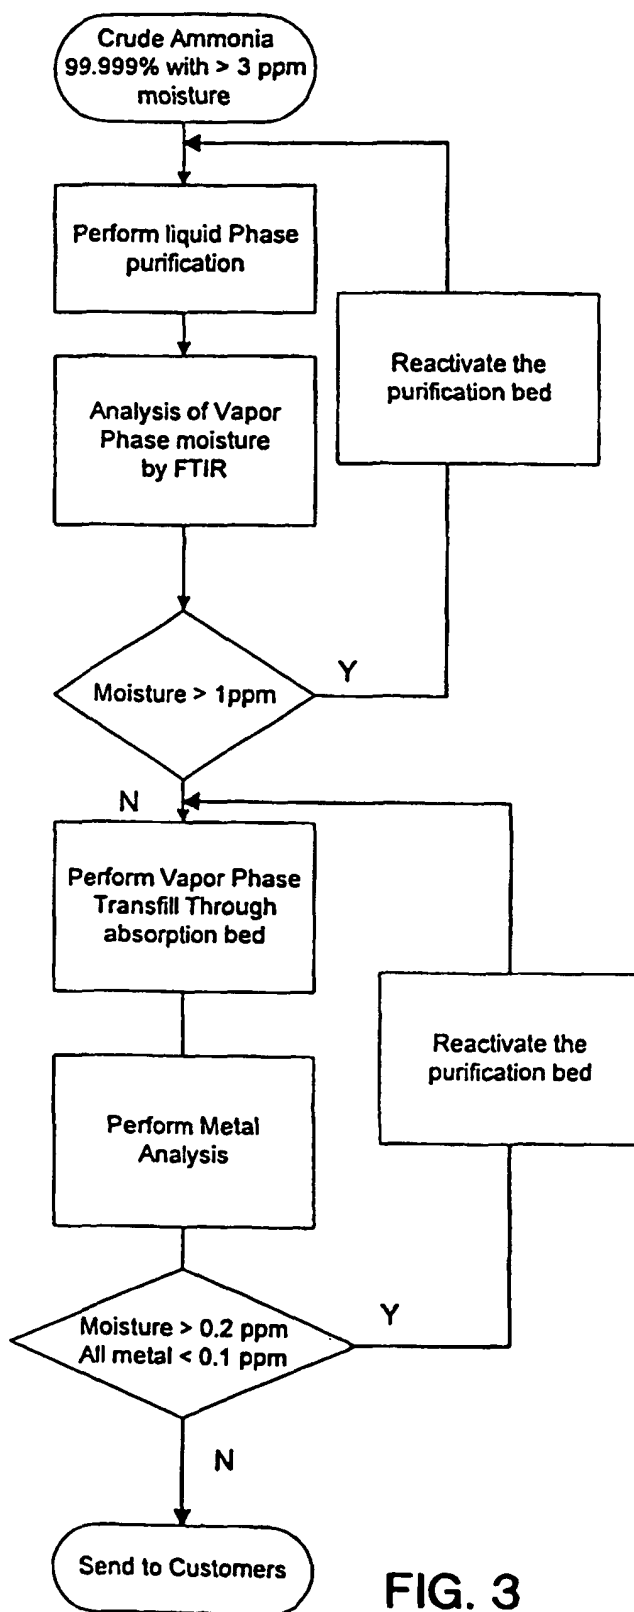 Crude Ammonia
99.999% with > 3 ppm
moisture
Perform liquid Phase
purification
Reactivate the
purification bed
Analysis of Vapor
Phase moisture
by FTIR
Moisture > 1ppm
Y
N
Perform Vapor Phase
Transfill Through
absorption bed
Reactivate the
purification bed
Perform Metal
Analysis
Moisture > 0.2 ppm
All metal < 0.1 ppm
Y
N
Send to Customers
FIG. 3